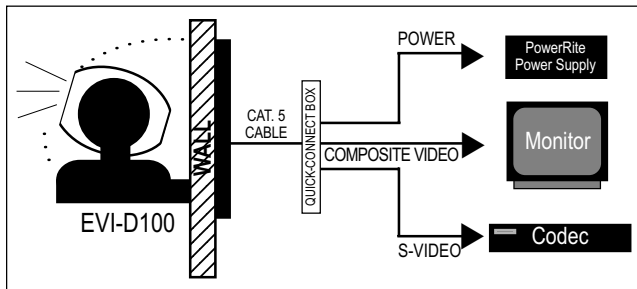 EVI-D100
WALL
CAT. 5
CABLE
QUICK-CONNECT BOX
POWER
PowerRite
Power Supply
COMPOSITE VIDEO
Monitor
S-VIDEO
Codec